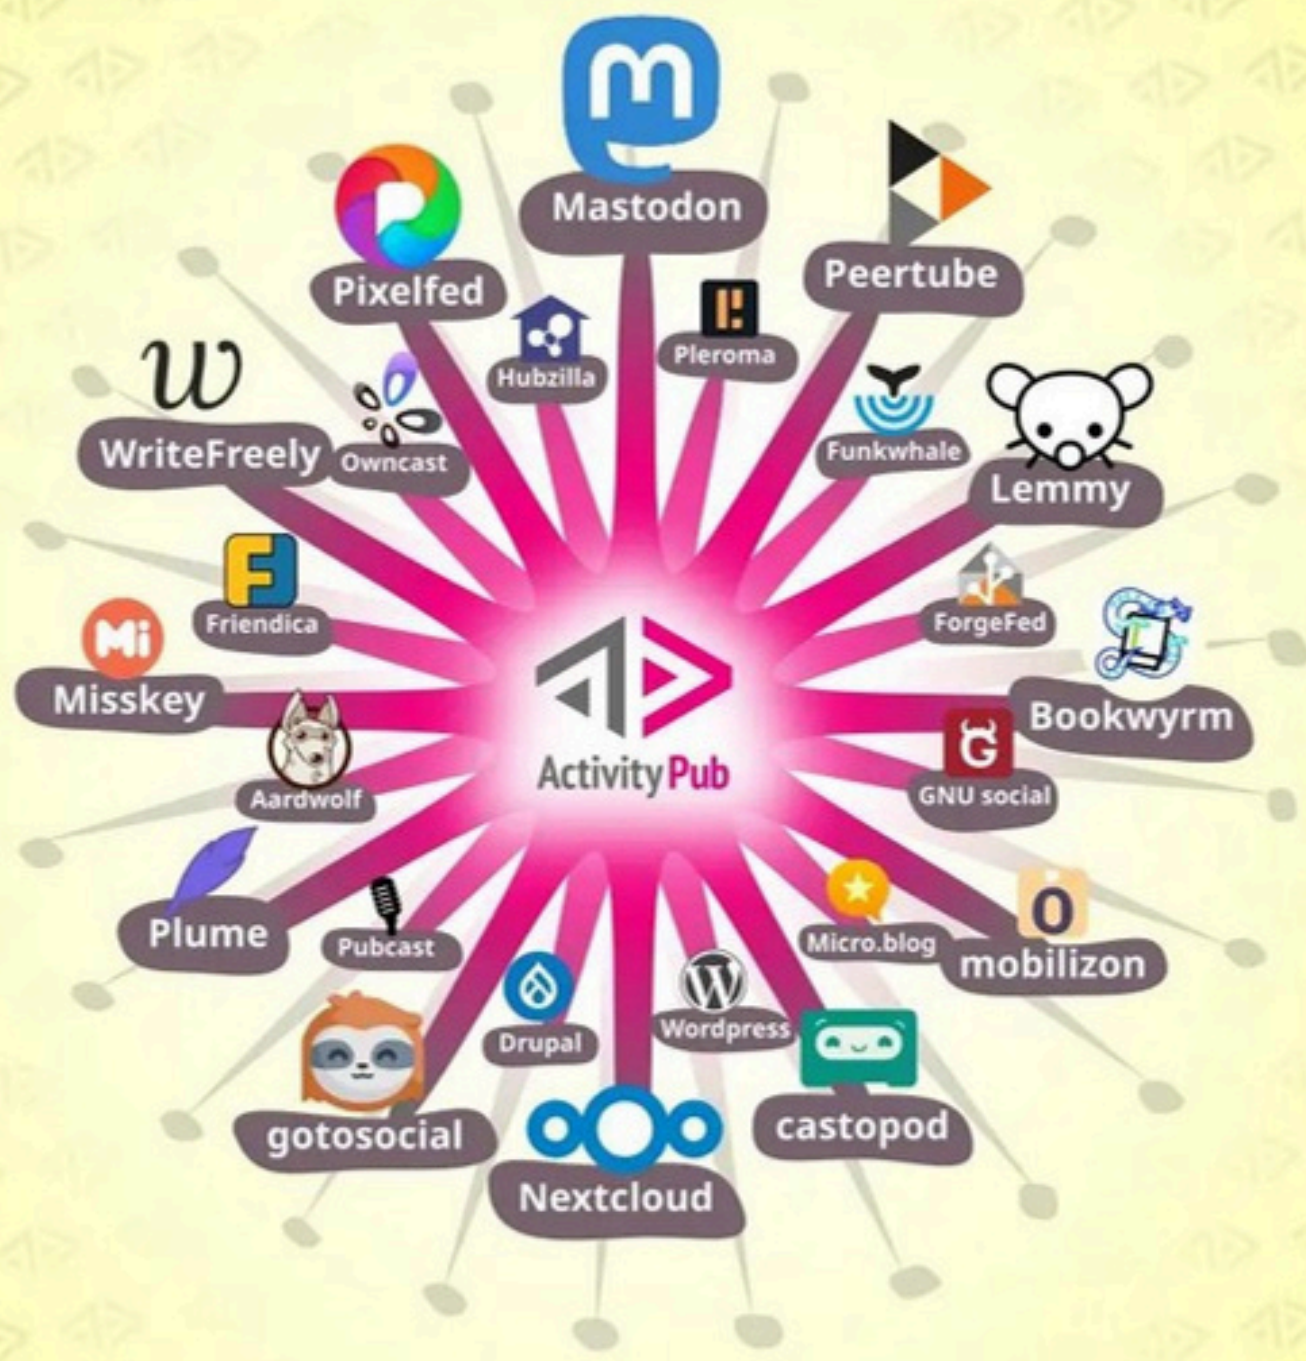 Mastodon
Pixelfed
Peertube
Hubzilla
Pleroma
WriteFreely
Owncast
Funkwhale
Lemmy
Friendica
ForgeFed
Mi
Misskey
Bookwyrm
ActivityPub
Aardwolf
GNU social
Plume
Pubcast
Micro.blog
mobilizon
Drupal
Wordpress
gotosocial
castopod
Nextcloud